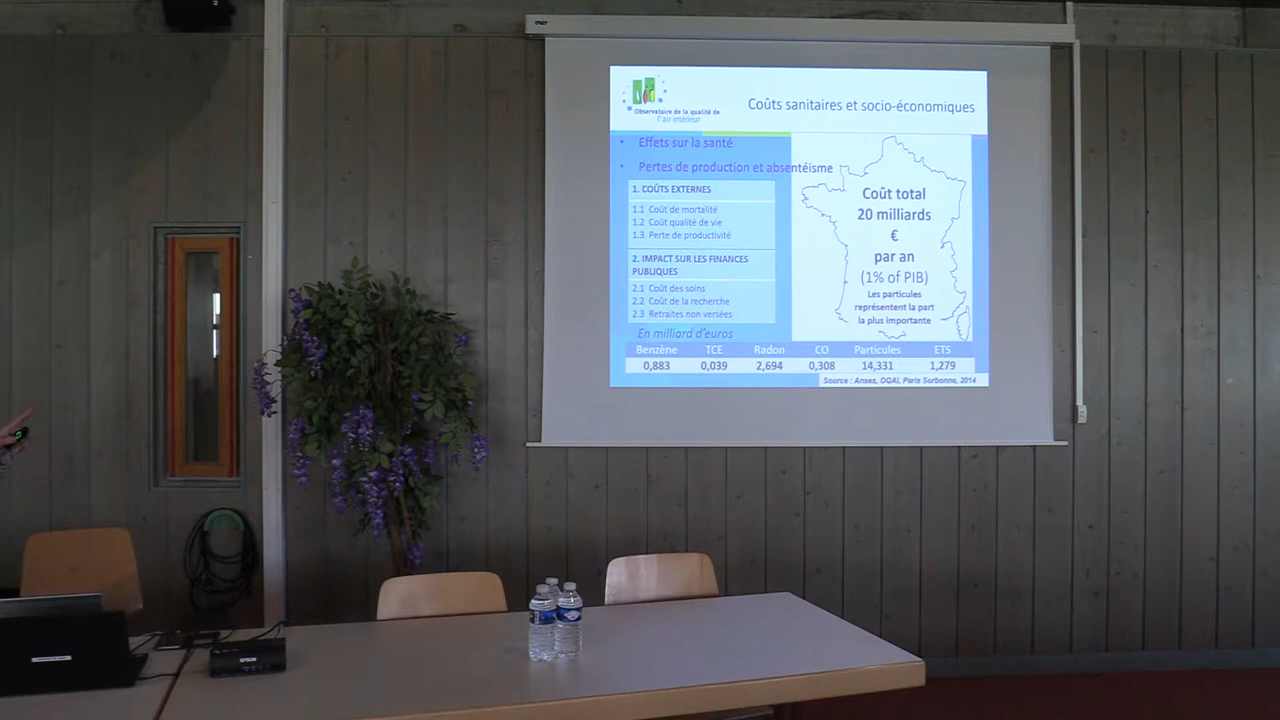 Observatoire de la qualité de
l'air intérieur
Coûts sanitaires et socio-économiques
• Effets sur la santé
• Pertes de production et absentéisme
1. COÛTS EXTERNES
1.1 Coût de mortalité
1.2 Coût qualité de vie
1.3 Perte de productivité
2. IMPACT SUR LES FINANCES
PUBLIQUES
2.1 Coût des soins
2.2 Coût de la recherche
2.3 Retraites non versées
Coût total
20 milliards
€
par an
(1% of PIB)
Les particules
représentent la part
la plus importante
En milliard d'euros
Benzène TCE Radon CO Particules ETS
0,883 0,039 2,694 0,308 14,331 1,279
Source : Anses, OQAI, Paris Sorbonne, 2014
EPSON